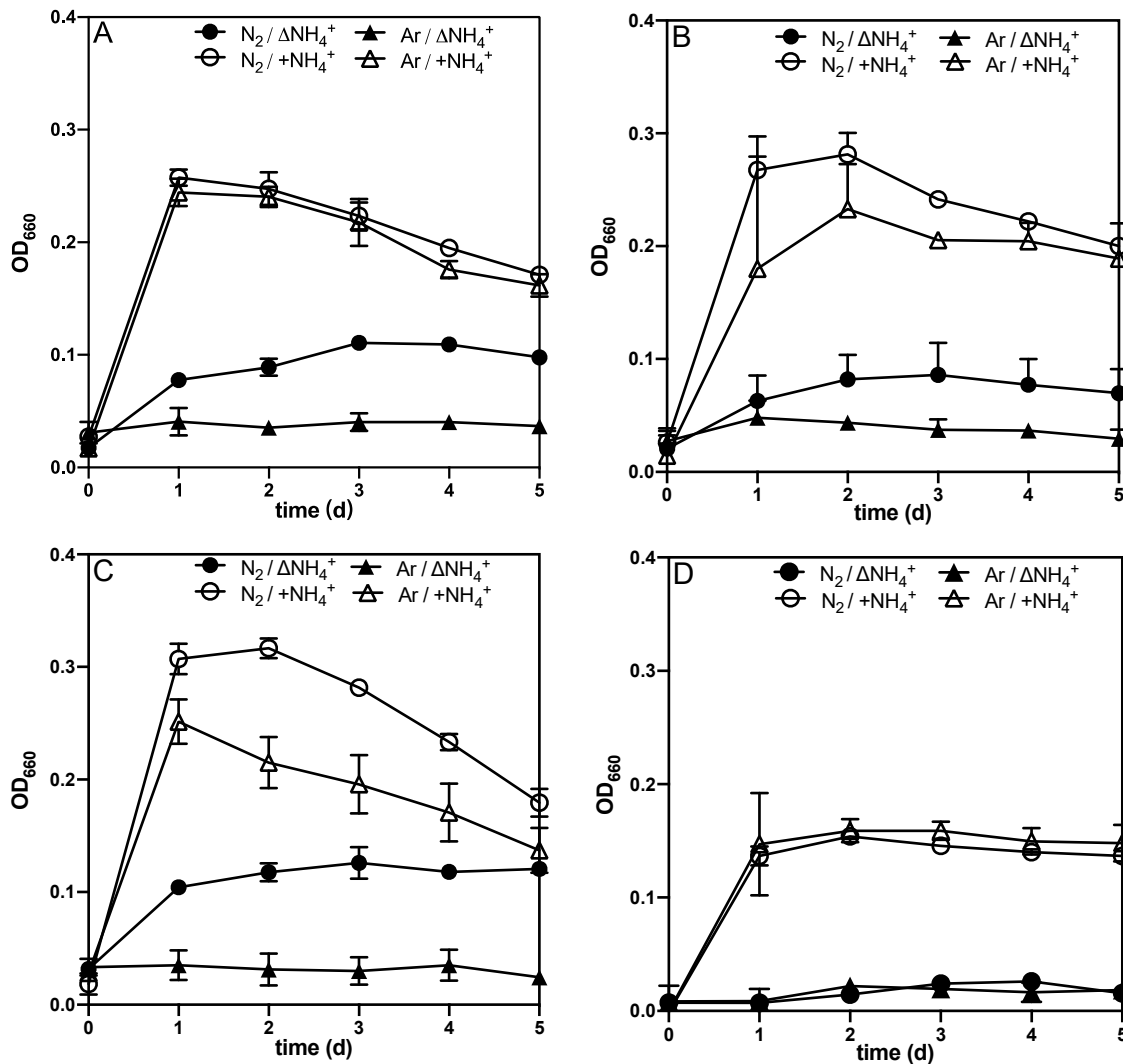 A
N₂ / ΔNH₄⁺ Ar / ΔNH₄⁺
N₂ / +NH₄⁺ Ar / +NH₄⁺
OD₆₆₀
0.4
0.3
0.2
0.1
0.0
0 1 2 3 4 5
time (d)
B
N₂ / ΔNH₄⁺ Ar / ΔNH₄⁺
N₂ / +NH₄⁺ Ar / +NH₄⁺
OD₆₆₀
0.4
0.3
0.2
0.1
0.0
0 1 2 3 4 5
time (d)
C
N₂ / ΔNH₄⁺ Ar / ΔNH₄⁺
N₂ / +NH₄⁺ Ar / +NH₄⁺
OD₆₆₀
0.4
0.3
0.2
0.1
0.0
0 1 2 3 4 5
time (d)
D
N₂ / ΔNH₄⁺ Ar / ΔNH₄⁺
N₂ / +NH₄⁺ Ar / +NH₄⁺
OD₆₆₀
0.4
0.3
0.2
0.1
0.0
0 1 2 3 4 5
time (d)